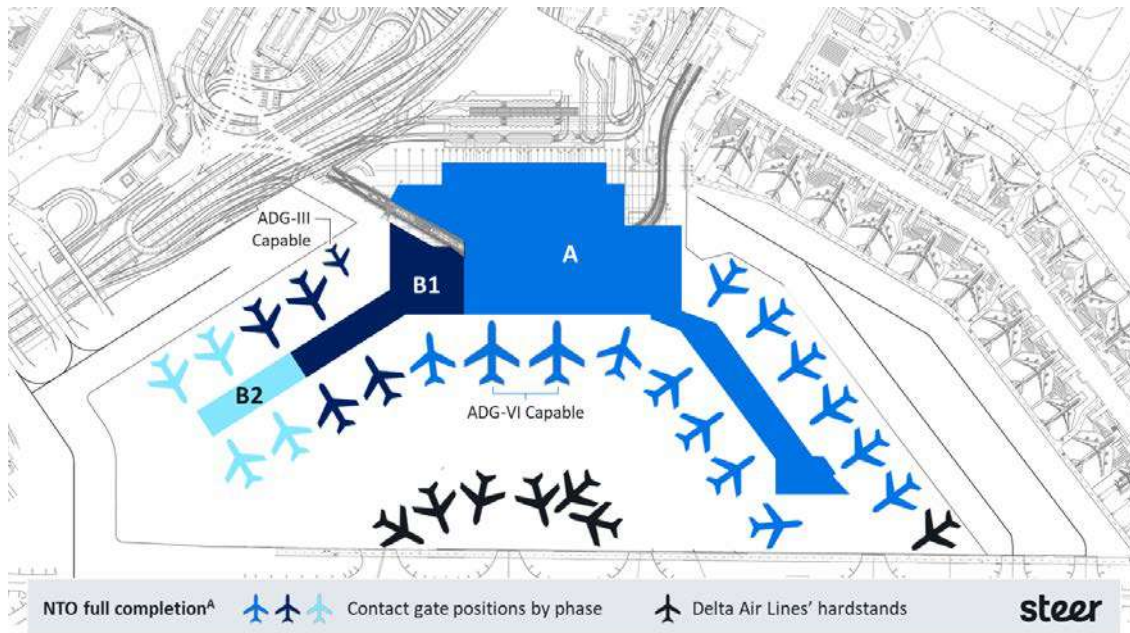 ADG-III
Capable
A
B1
B2
ADG-VI Capable
NTO full completionᴬ
Contact gate positions by phase
Delta Air Lines’ hardstands
steer